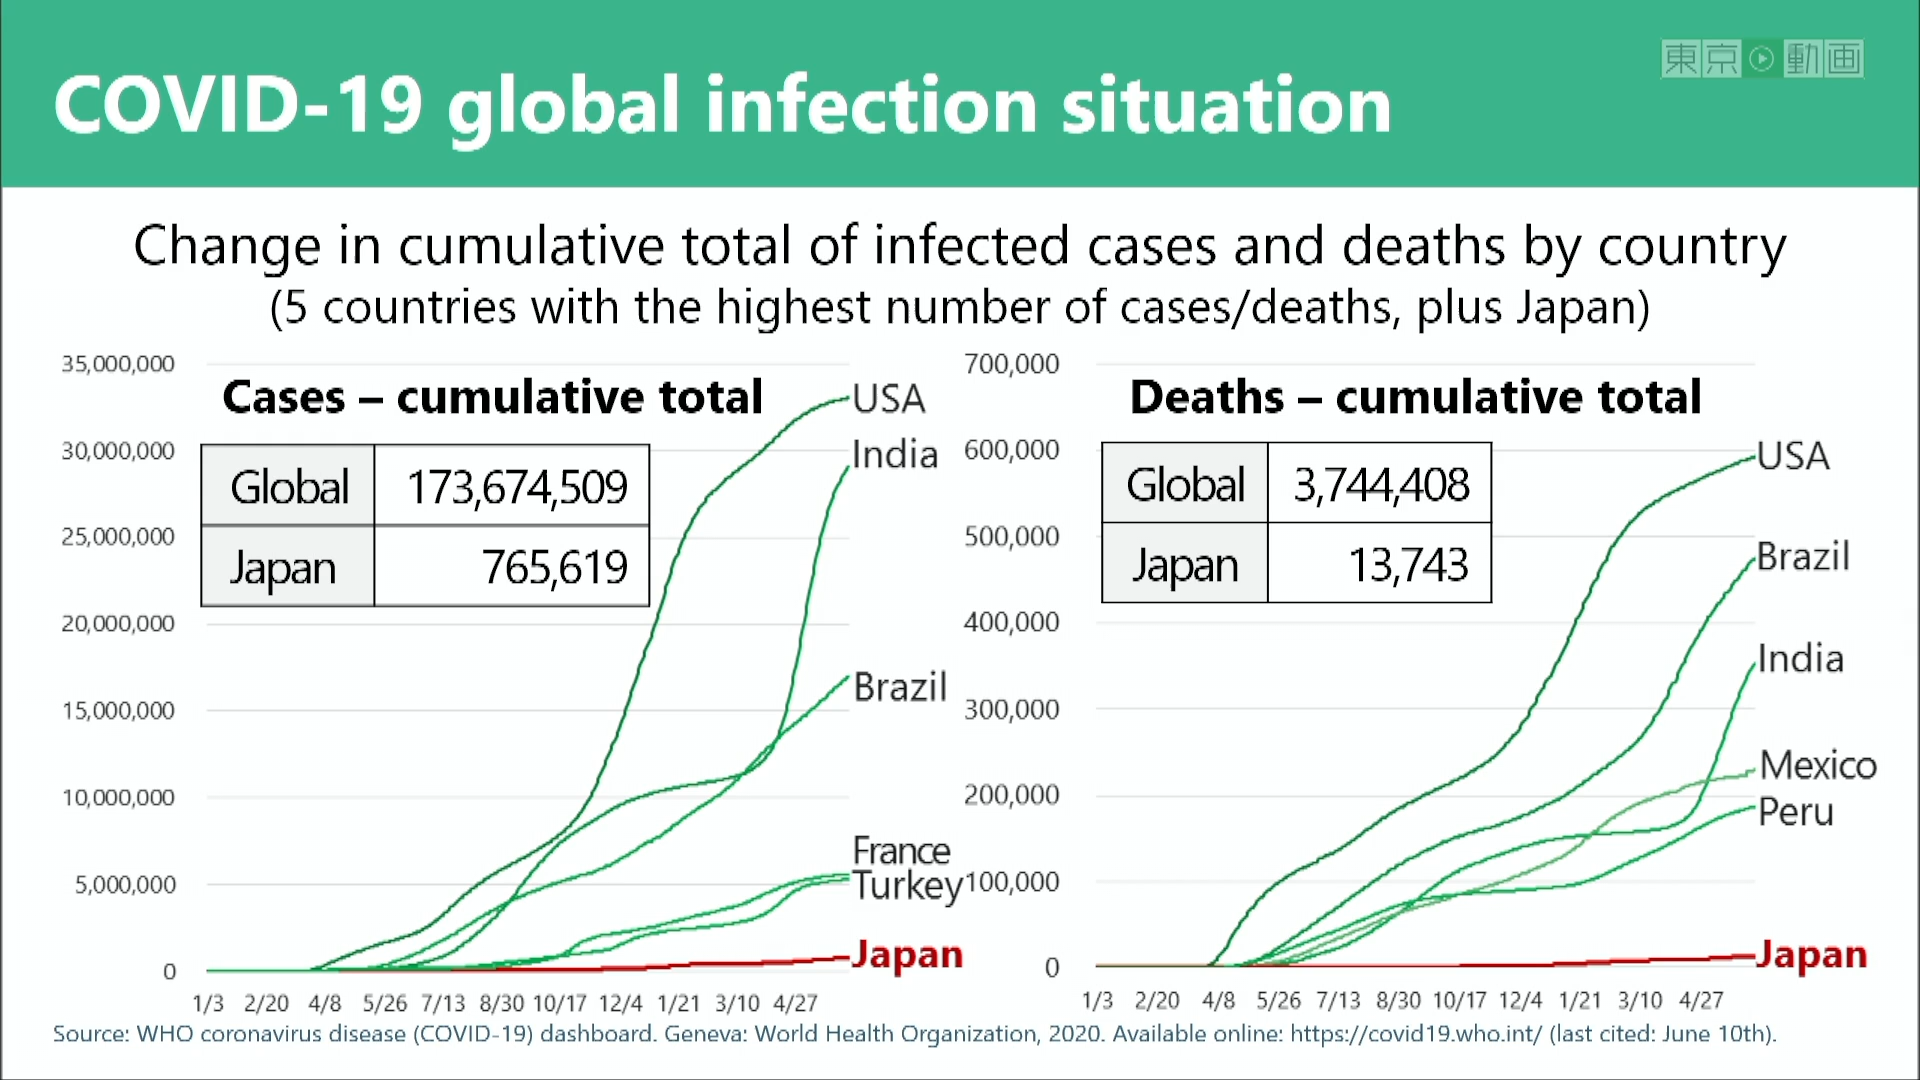 東京動画
COVID-19 global infection situation
Change in cumulative total of infected cases and deaths by country
(5 countries with the highest number of cases/deaths, plus Japan)
Cases – cumulative total
35,000,000
30,000,000
25,000,000
20,000,000
15,000,000
10,000,000
5,000,000
0
Global 173,674,509
Japan 765,619
USA
India
Brazil
France
Turkey
Japan
1/3 2/20 4/8 5/26 7/13 8/30 10/17 12/4 1/21 3/10 4/27
Deaths – cumulative total
700,000
600,000
500,000
400,000
300,000
200,000
100,000
0
Global 3,744,408
Japan 13,743
USA
Brazil
India
Mexico
Peru
Japan
1/3 2/20 4/8 5/26 7/13 8/30 10/17 12/4 1/21 3/10 4/27
Source: WHO coronavirus disease (COVID-19) dashboard. Geneva: World Health Organization, 2020. Available online: https://covid19.who.int/ (last cited: June 10th).